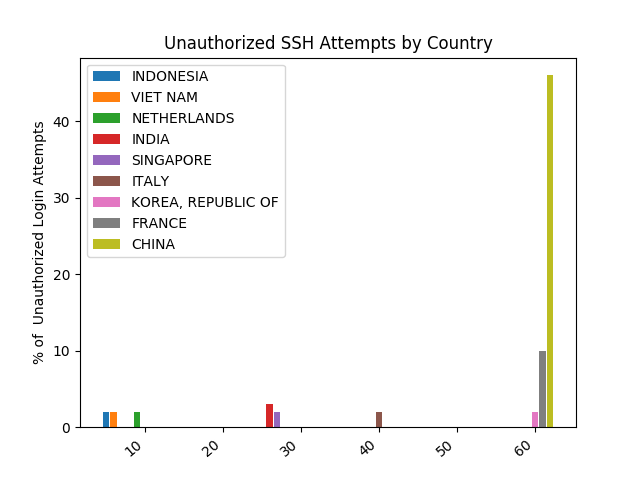 Unauthorized SSH Attempts by Country
% of  Unauthorized Login Attempts
40
30
20
10
0
INDONESIA
VIET NAM
NETHERLANDS
INDIA
SINGAPORE
ITALY
KOREA, REPUBLIC OF
FRANCE
CHINA
10
20
30
40
50
60